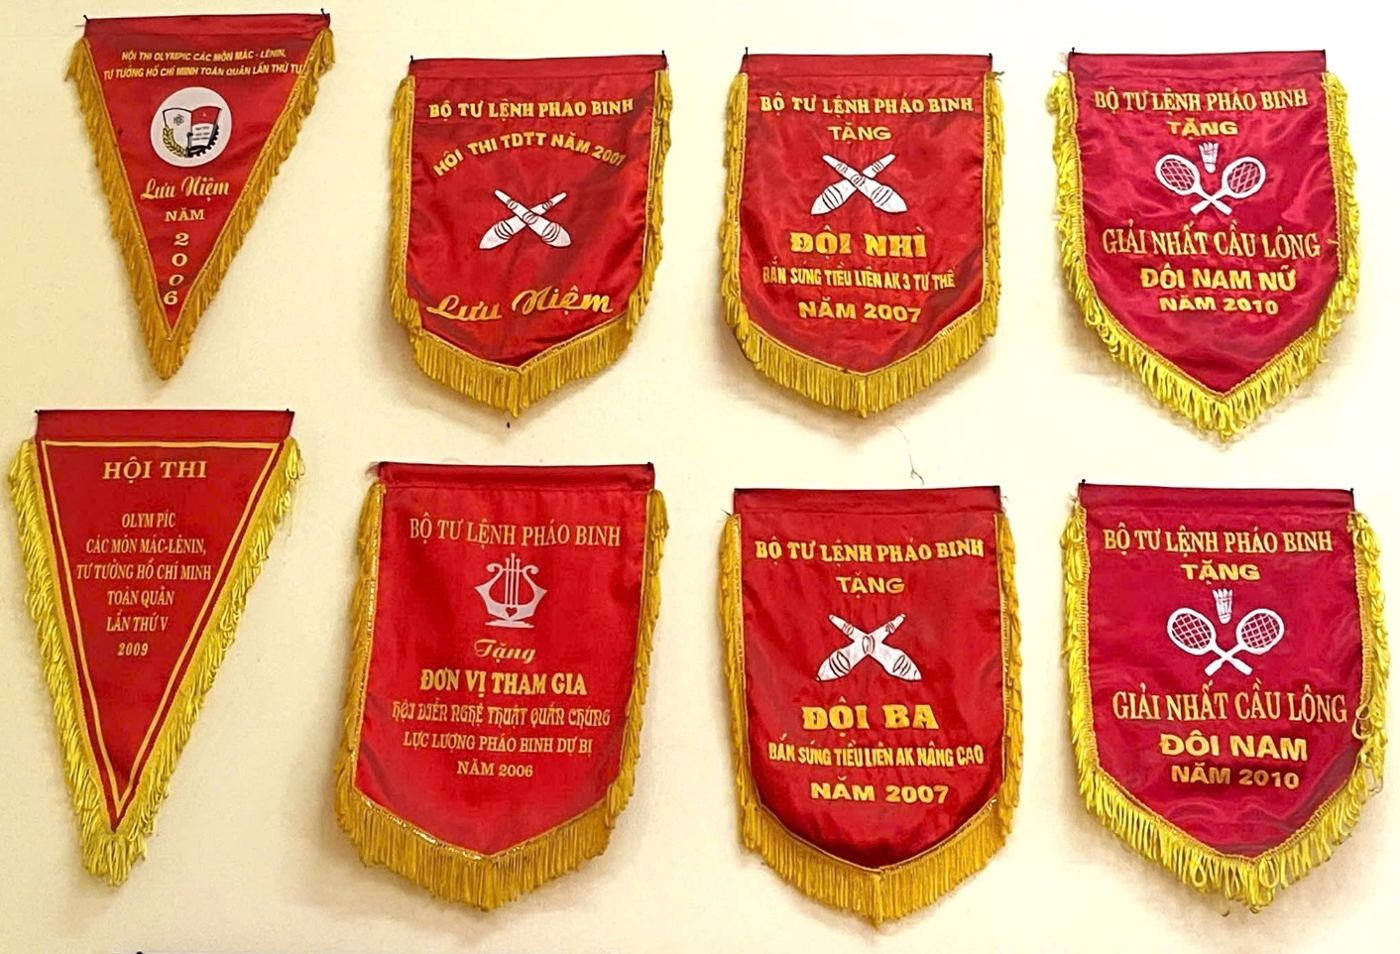 HỘI THI OLYMPIC CÁC MÔN MÁC - LÊNIN,
TƯ TƯỞNG HỒ CHÍ MINH TOÀN QUÂN LẦN THỨ TƯ
Lưu Niệm
NĂM
2
0
0
6
BỘ TƯ LỆNH PHÁO BINH
HỘI THI TDTT NĂM 2001
Lưu Niệm
BỘ TƯ LỆNH PHÁO BINH
TẶNG
ĐỘI NHÌ
BẮN SÚNG TIỂU LIÊN AK 3 TƯ THẾ
NĂM 2007
BỘ TƯ LỆNH PHÁO BINH
TẶNG
GIẢI NHẤT CẦU LÔNG
ĐÔI NAM NỮ
NĂM 2010
HỘI THI
OLYM PÍC
CÁC MÔN MÁC-LÊNIN,
TƯ TƯỞNG HỒ CHÍ MINH
TOÀN QUÂN
LẦN THỨ V
2009
BỘ TƯ LỆNH PHÁO BINH
Tặng
ĐƠN VỊ THAM GIA
HỘI DIỄN NGHỆ THUẬT QUẦN CHÚNG
LỰC LƯỢNG PHÁO BINH DỰ BỊ
NĂM 2006
BỘ TƯ LỆNH PHÁO BINH
TẶNG
ĐỘI BA
BẮN SÚNG TIỂU LIÊN AK NÂNG CAO
NĂM 2007
BỘ TƯ LỆNH PHÁO BINH
TẶNG
GIẢI NHẤT CẦU LÔNG
ĐÔI NAM
NĂM 2010